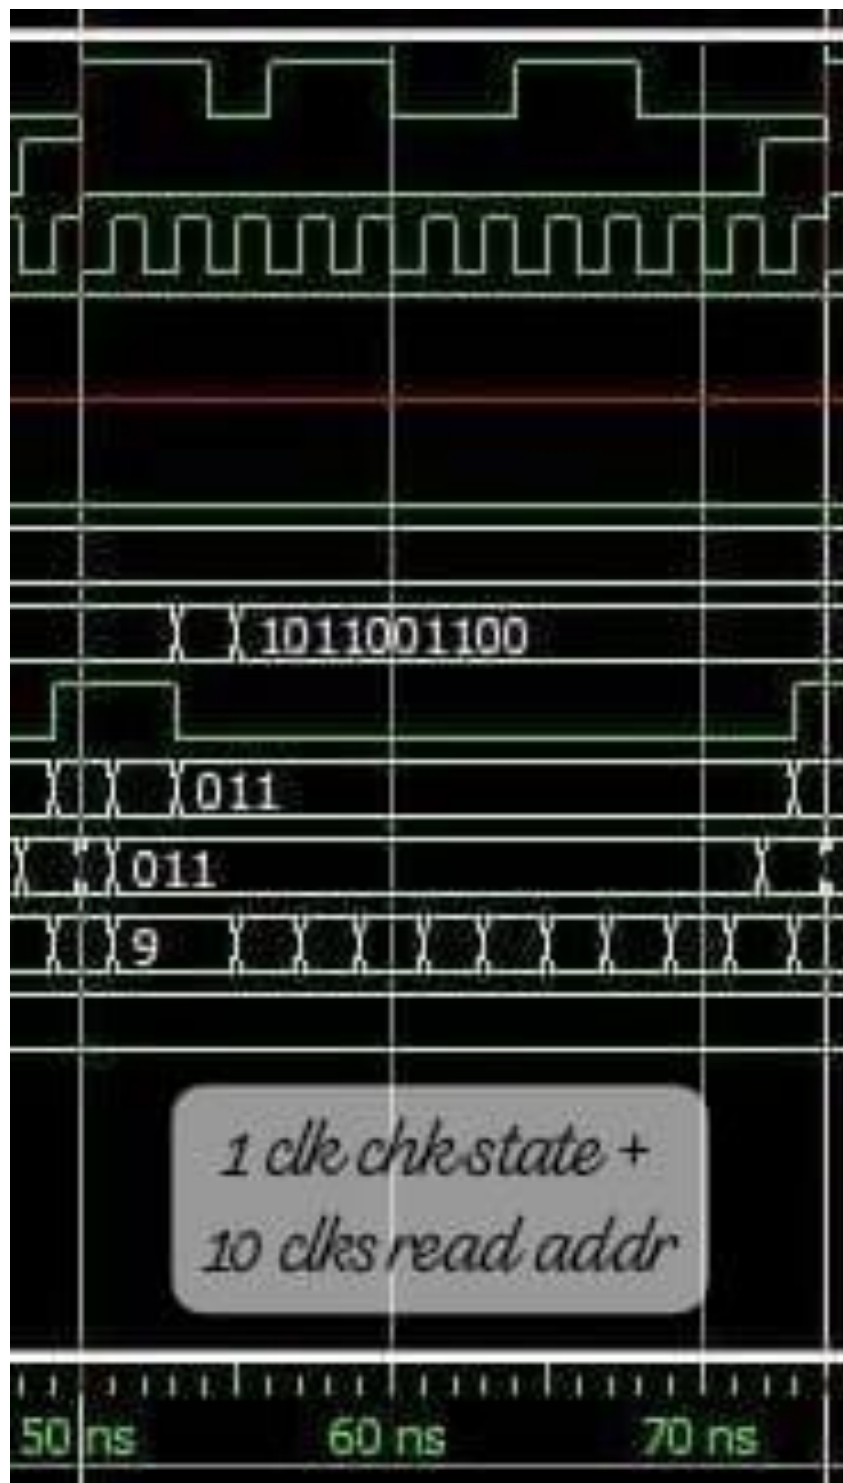 1011001100
011
011
9
1 clk chk state +
10 clks read addr
50 ns 60 ns 70 ns